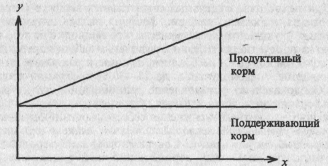 y
Продуктивный
корм
Поддерживающий
корм
x